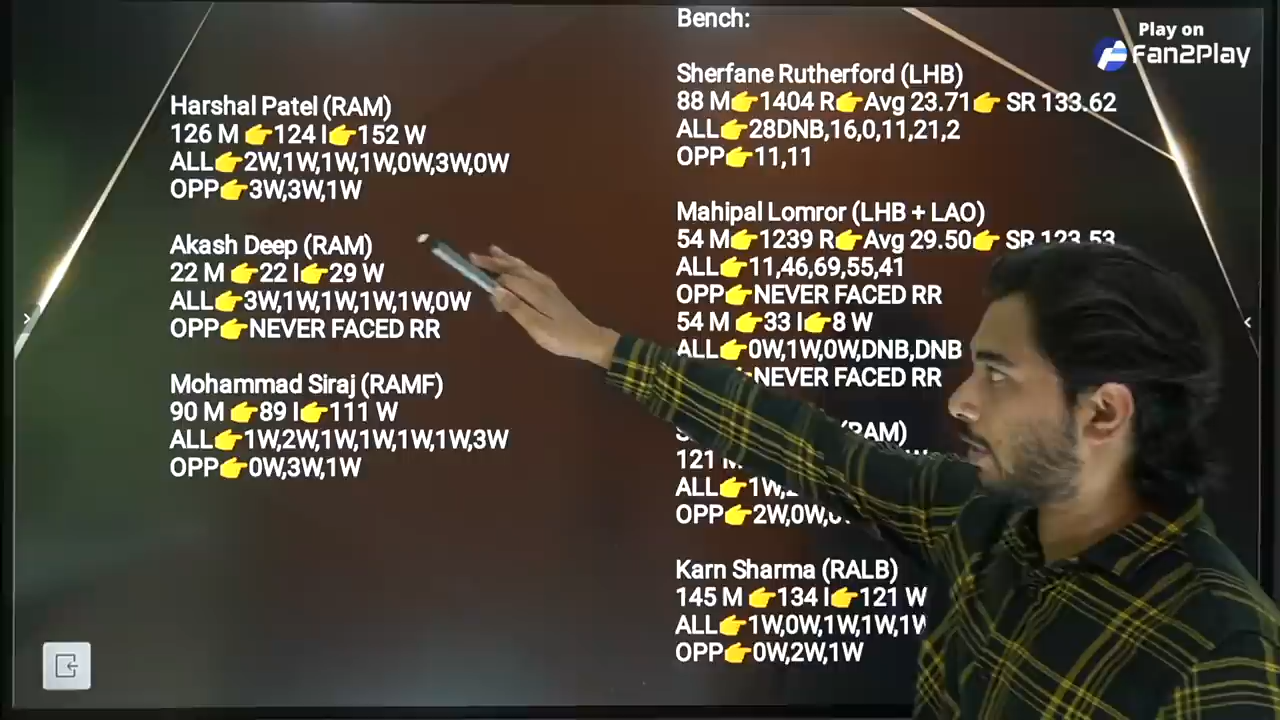 Harshal Patel (RAM)
126 M 👉124 I👉152 W
ALL👉2W,1W,1W,1W,0W,3W,0W
OPP👉3W,3W,1W
Akash Deep (RAM)
22 M 👉22 I👉29 W
ALL👉3W,1W,1W,1W,1W,0W
OPP👉NEVER FACED RR
Mohammad Siraj (RAMF)
90 M 👉89 I👉111 W
ALL👉1W,2W,1W,1W,1W,1W,3W
OPP👉0W,3W,1W
Bench:
Sherfane Rutherford (LHB)
88 M👉1404 R👉Avg 23.71👉 SR 133.62
ALL👉28DNB,16,0,11,21,2
OPP👉11,11
Mahipal Lomror (LHB + LAO)
54 M👉1239 R👉Avg 29.50👉 SR 123.53
ALL👉11,46,69,55,41
OPP👉NEVER FACED RR
54 M 👉33 I👉8 W
ALL👉0W,1W,0W,DNB,DNB
NEVER FACED RR
(RAM)
121 M
ALL👉1W,
OPP👉2W,0W,
Karn Sharma (RALB)
145 M 👉134 I👉121 W
ALL👉1W,0W,1W,1W,
OPP👉0W,2W,1W
Play on
Fan2Play